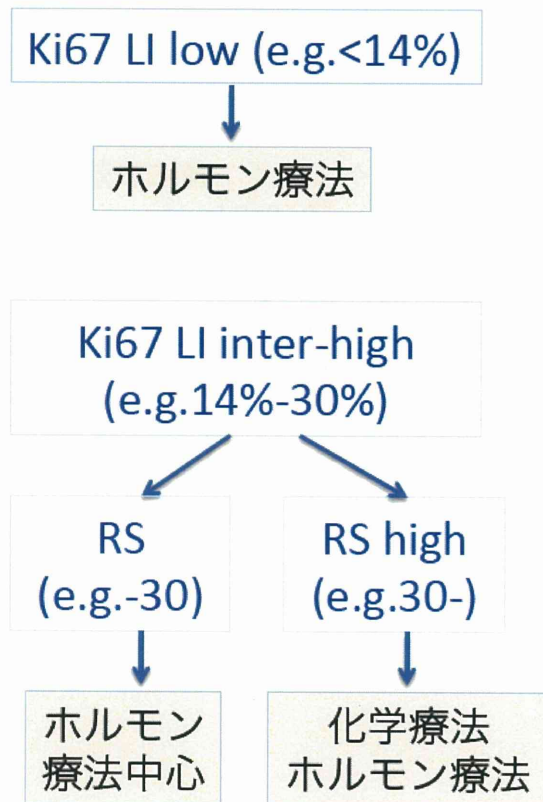 Ki67 LI low (e.g.<14%)
ホルモン療法
Ki67 LI inter-high
(e.g.14%-30%)
RS
(e.g.-30)
RS high
(e.g.30-)
ホルモン
療法中心
化学療法
ホルモン療法